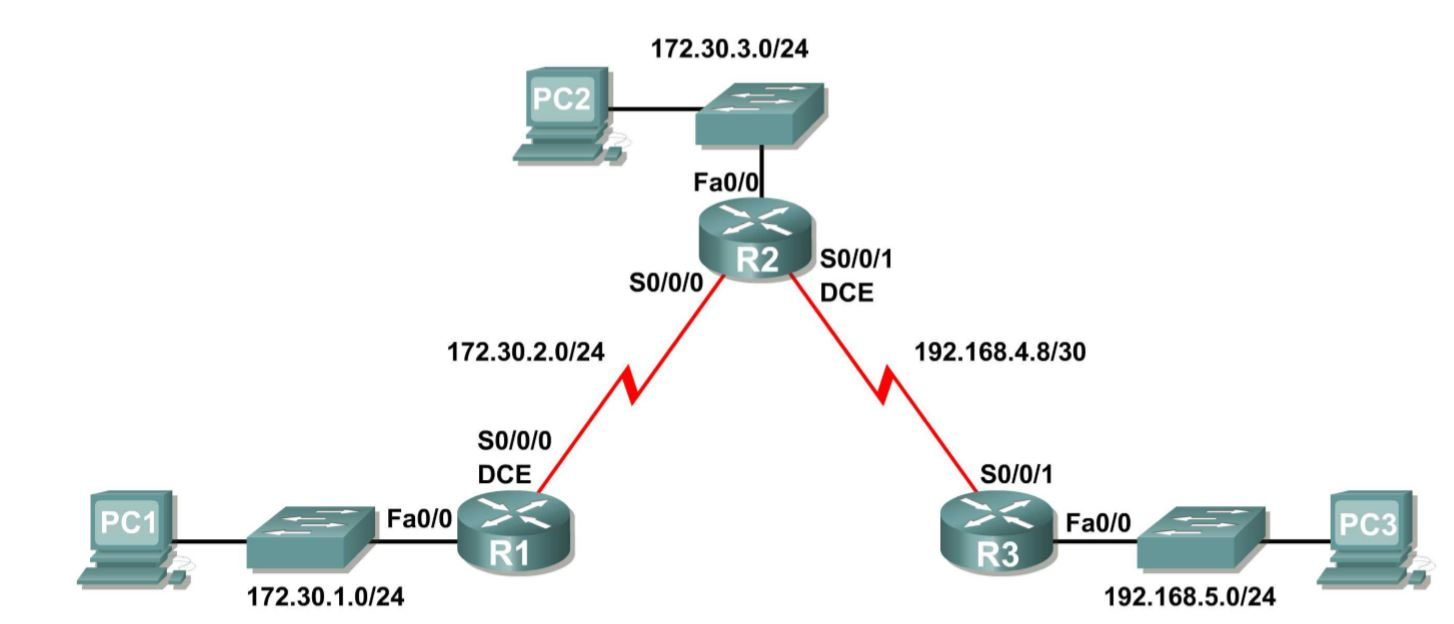 172.30.3.0/24
PC2
Fa0/0
R2
S0/0/1
DCE
S0/0/0
172.30.2.0/24
192.168.4.8/30
S0/0/0
DCE
S0/0/1
PC1
Fa0/0
R1
R3
Fa0/0
PC3
172.30.1.0/24
192.168.5.0/24